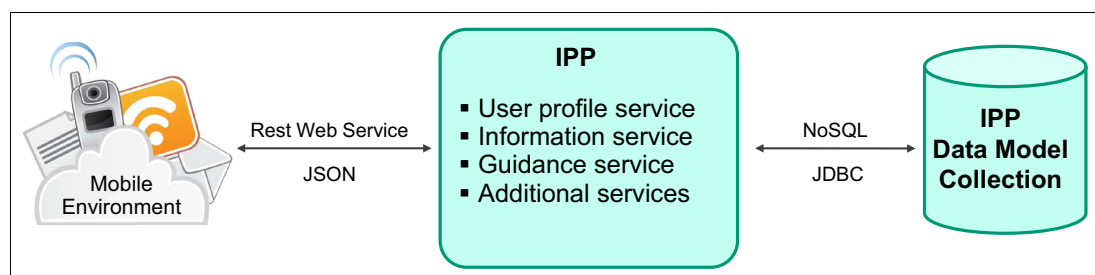 Mobile
Environment
Rest Web Service
JSON
IPP
▪ User profile service
▪ Information service
▪ Guidance service
▪ Additional services
NoSQL
JDBC
IPP
Data Model
Collection